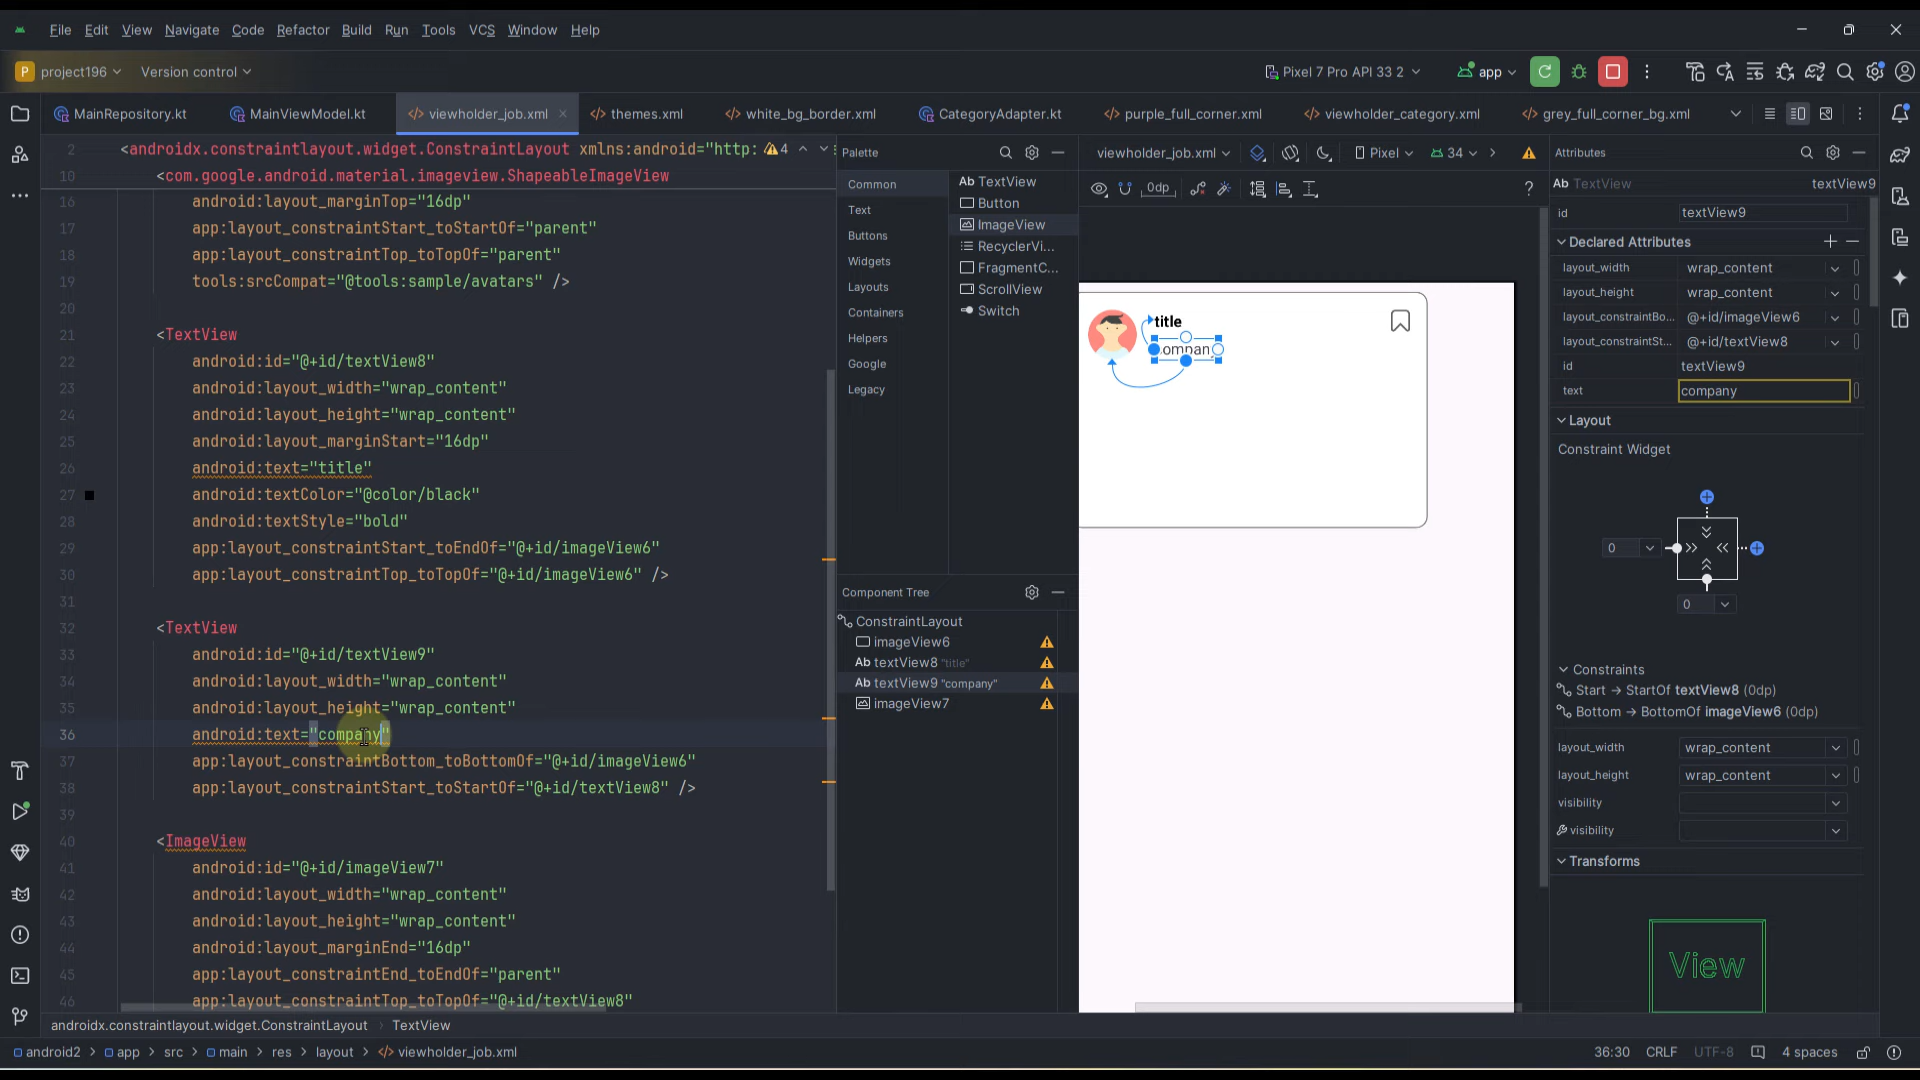 File Edit View Navigate Code Refactor Build Run Tools VCS Window Help
P project196 Version control Pixel 7 Pro API 33 2 app
MainRepository.kt MainViewModel.kt viewholder_job.xml themes.xml white_bg_border.xml CategoryAdapter.kt purple_full_corner.xml viewholder_category.xml grey_full_corner_bg.xml
2 <androidx.constraintlayout.widget.ConstraintLayout xmlns:android="http: 4
10 <com.google.android.material.imageview.ShapeableImageView
16 android:layout_marginTop="16dp"
17 app:layout_constraintStart_toStartOf="parent"
18 app:layout_constraintTop_toTopOf="parent"
19 tools:srcCompat="@tools:sample/avatars" />
20
21 <TextView
22 android:id="@+id/textView8"
23 android:layout_width="wrap_content"
24 android:layout_height="wrap_content"
25 android:layout_marginStart="16dp"
26 android:text="title"
27 android:textColor="@color/black"
28 android:textStyle="bold"
29 app:layout_constraintStart_toEndOf="@+id/imageView6"
30 app:layout_constraintTop_toTopOf="@+id/imageView6" />
31
32 <TextView
33 android:id="@+id/textView9"
34 android:layout_width="wrap_content"
35 android:layout_height="wrap_content"
36 android:text="company"
37 app:layout_constraintBottom_toBottomOf="@+id/imageView6"
38 app:layout_constraintStart_toStartOf="@+id/textView8" />
39
40 <ImageView
41 android:id="@+id/imageView7"
42 android:layout_width="wrap_content"
43 android:layout_height="wrap_content"
44 android:layout_marginEnd="16dp"
45 app:layout_constraintEnd_toEndOf="parent"
46 app:layout_constraintTop_toTopOf="@+id/textView8"
androidx.constraintlayout.widget.ConstraintLayout > TextView
Palette
Common
Text
Buttons
Widgets
Layouts
Containers
Helpers
Google
Legacy
Ab TextView
Button
ImageView
RecyclerVi...
FragmentC...
ScrollView
Switch
Component Tree
ConstraintLayout
imageView6
Ab textView8 "title"
Ab textView9 "company"
imageView7
viewholder_job.xml Pixel 34
0dp ?
title
compan
Attributes
Ab TextView textView9
id textView9
Declared Attributes
layout_width wrap_content
layout_height wrap_content
layout_constraintBo... @+id/imageView6
layout_constraintSt... @+id/textView8
id textView9
text company
Layout
Constraint Widget
0
0
Constraints
Start → StartOf textView8 (0dp)
Bottom → BottomOf imageView6 (0dp)
layout_width wrap_content
layout_height wrap_content
visibility
visibility
Transforms
View
android2 > app > src > main > res > layout > viewholder_job.xml 36:30 CRLF UTF-8 4 spaces